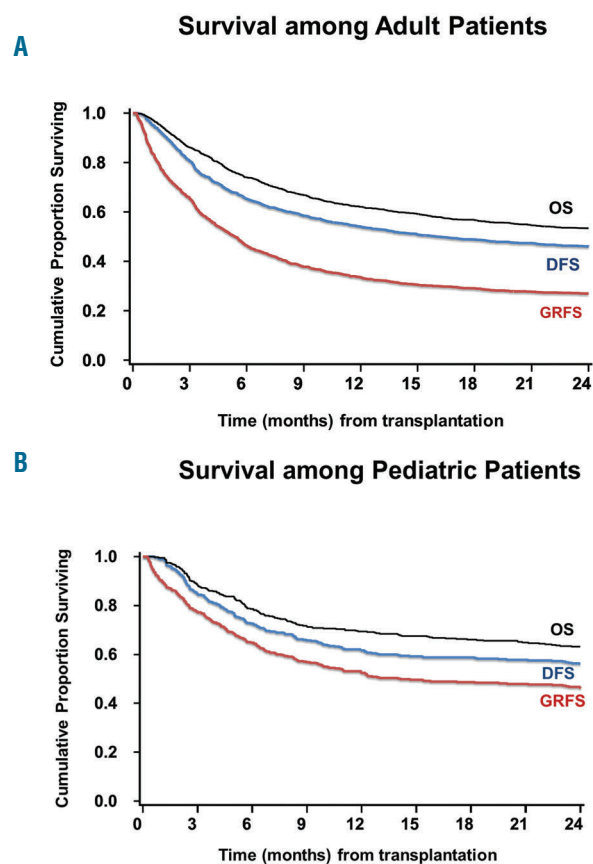 A
Survival among Adult Patients
Cumulative Proportion Surviving
1.0
0.8
0.6
0.4
0.2
0.0
OS
DFS
GRFS
0 3 6 9 12 15 18 21 24
Time (months) from transplantation
B
Survival among Pediatric Patients
Cumulative Proportion Surviving
1.0
0.8
0.6
0.4
0.2
0.0
OS
DFS
GRFS
0 3 6 9 12 15 18 21 24
Time (months) from transplantation